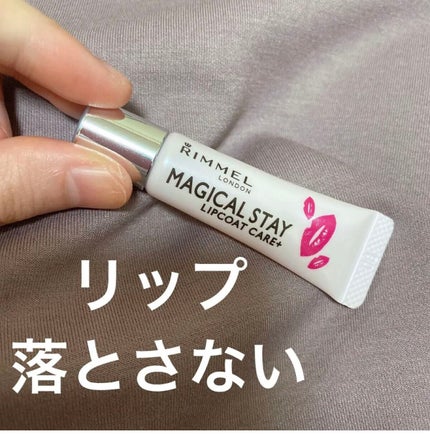 RIMMEL
LONDON
MAGICAL STAY
LIPCOAT CARE+
リップ
落とさない